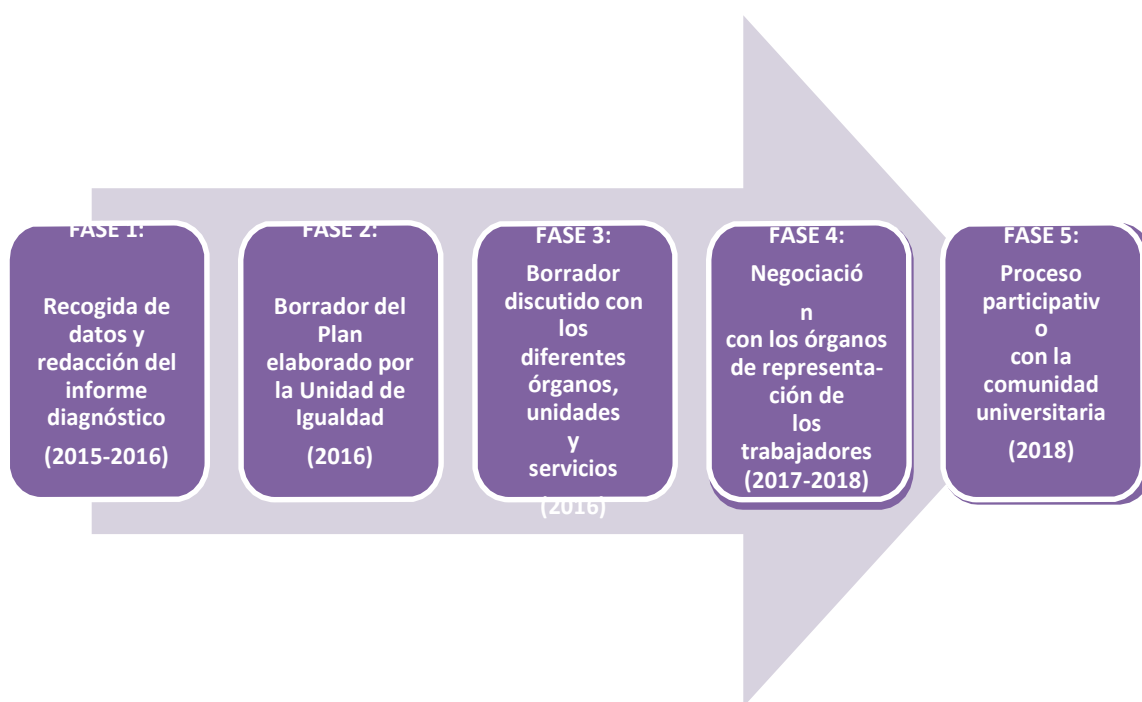 FASE 1:
Recogida de
datos y
redacción del
informe
diagnóstico
(2015-2016)
FASE 2:
Borrador del
Plan
elaborado por
la Unidad de
Igualdad
(2016)
FASE 3:
Borrador
discutido con
los
diferentes
órganos,
unidades
y
servicios
(2016)
FASE 4:
Negociació
n
con los órganos
de representa-
ción de
los
trabajadores
(2017-2018)
FASE 5:
Proceso
participativ
o
con la
comunidad
universitaria
(2018)